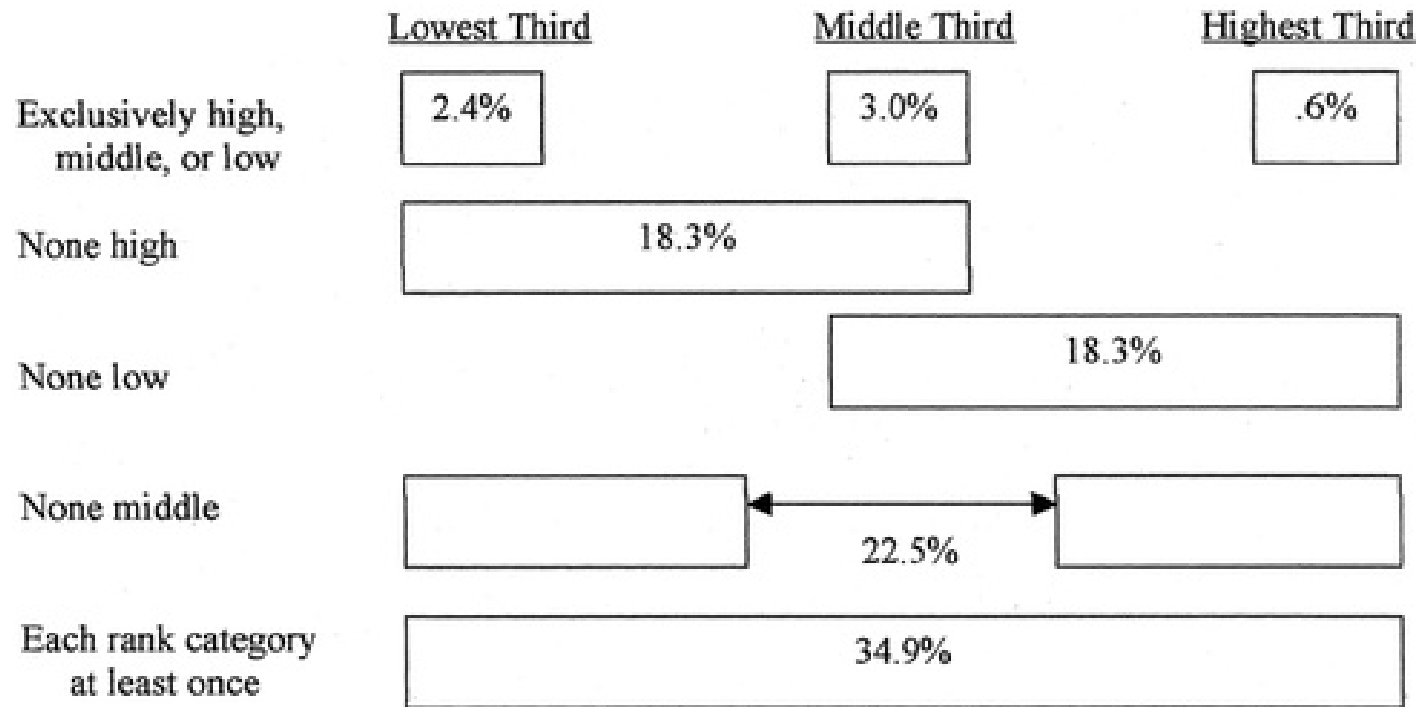 Lowest Third Middle Third Highest Third
Exclusively high,
middle, or low
2.4% 3.0% .6%
None high 18.3%
18.3%
None low
None middle
22.5%
Each rank category
at least once
34.9%